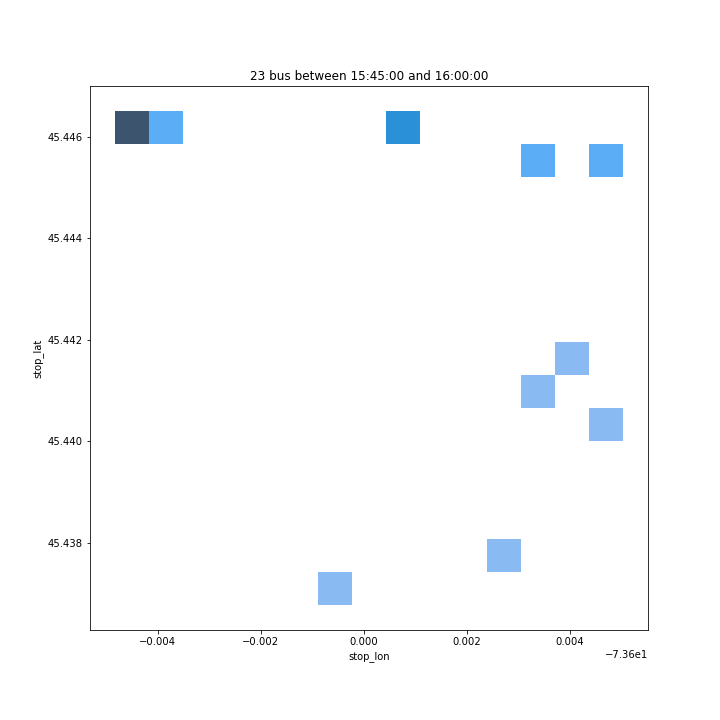 23 bus between 15:45:00 and 16:00:00
45.446
45.444
45.442
45.440
45.438
stop_lat
−0.004 −0.002 0.000 0.002 0.004
stop_lon
−7.36e1